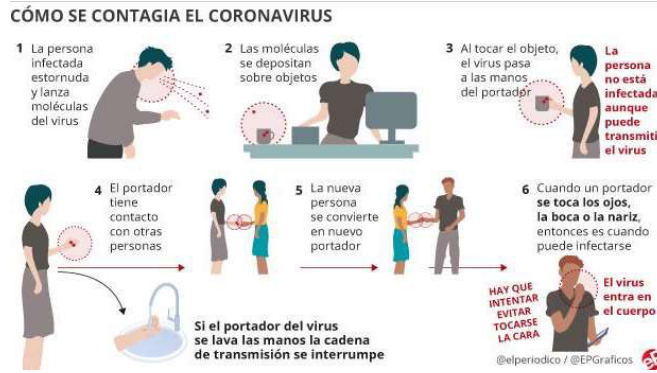 CÓMO SE CONTAGIA EL CORONAVIRUS
1 La persona
infectada
estornuda
y lanza
moléculas
del virus
2 Las moléculas
se depositan
sobre objetos
3 Al tocar el objeto,
el virus pasa
a las manos
del portador
La
persona
no está
infectada
aunque
puede
transmiti
el virus
4 El portador
tiene
contacto
con otras
personas
5 La nueva
persona
se convierte
en nuevo
portador
6 Cuando un portador
se toca los ojos,
la boca o la nariz,
entonces es cuando
puede infectarse
Si el portador del virus
se lava las manos la cadena
de transmisión se interrumpe
HAY QUE
INTENTAR
EVITAR
TOCARSE
LA CARA
El virus
entra en
el cuerpo
@elperiodico / @EPGraficos